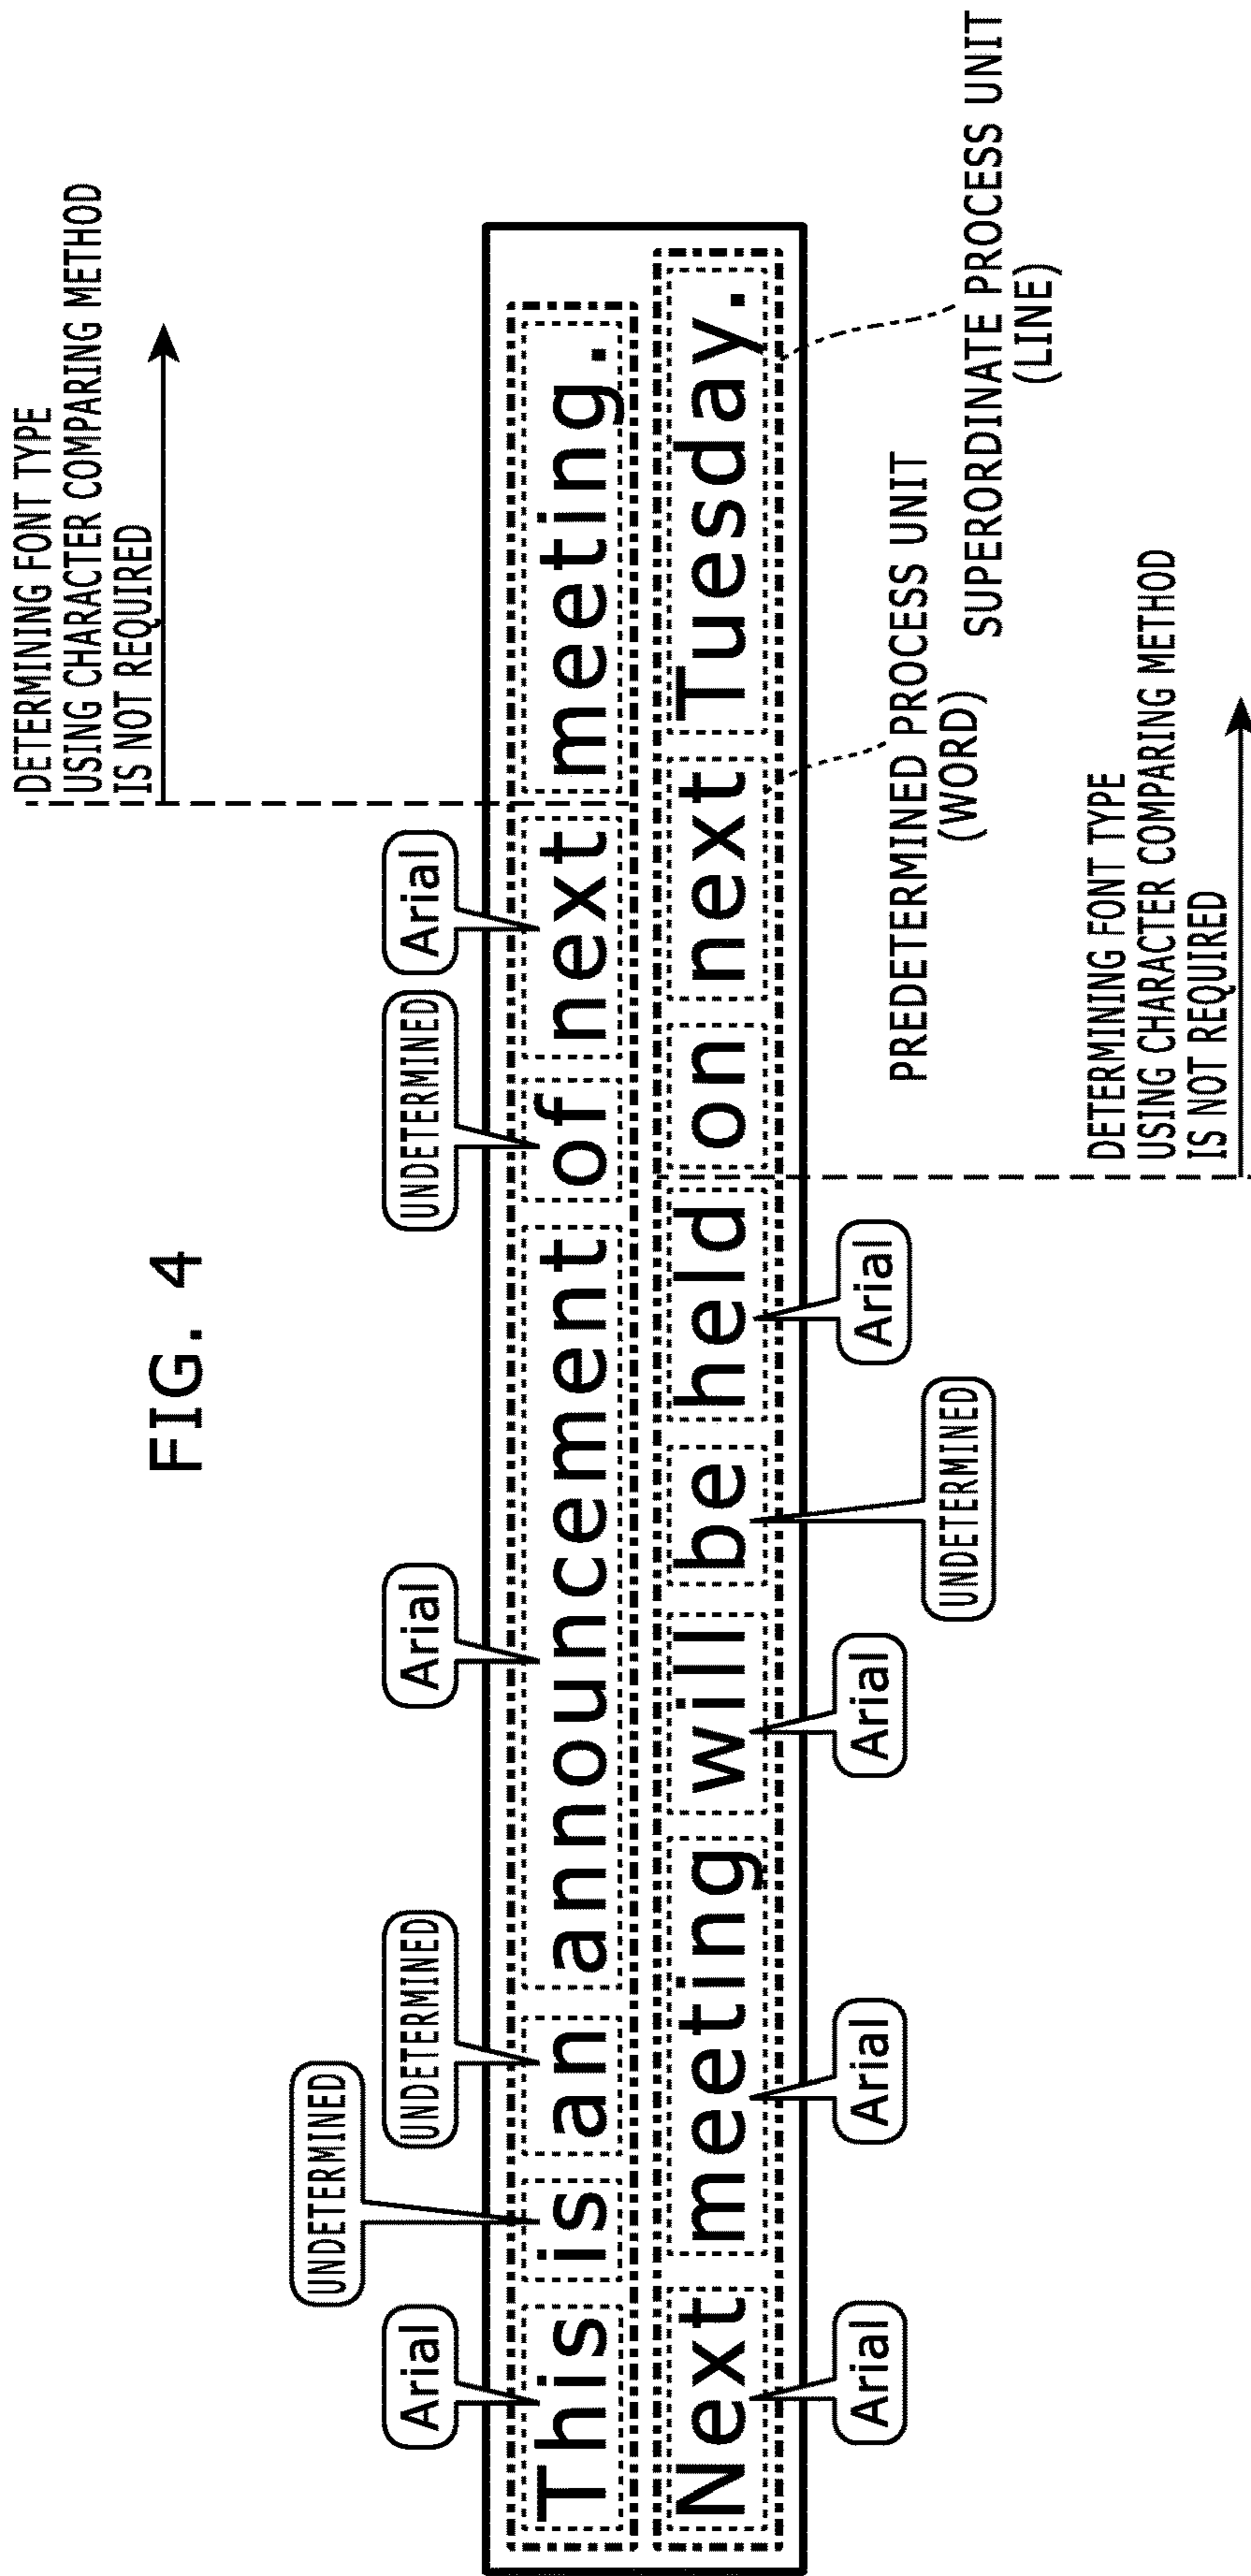 FIG. 4
DETERMINING FONT TYPE
USING CHARACTER COMPARING METHOD
IS NOT REQUIRED
UNDETERMINED
Arial UNDETERMINED Arial UNDETERMINED Arial
This is an announcement of next meeting.
Next meeting will be held on next Tuesday.
Arial Arial Arial Arial
UNDETERMINED
PREDETERMINED PROCESS UNIT
(WORD)
SUPERORDINATE PROCESS UNIT
(LINE)
DETERMINING FONT TYPE
USING CHARACTER COMPARING METHOD
IS NOT REQUIRED